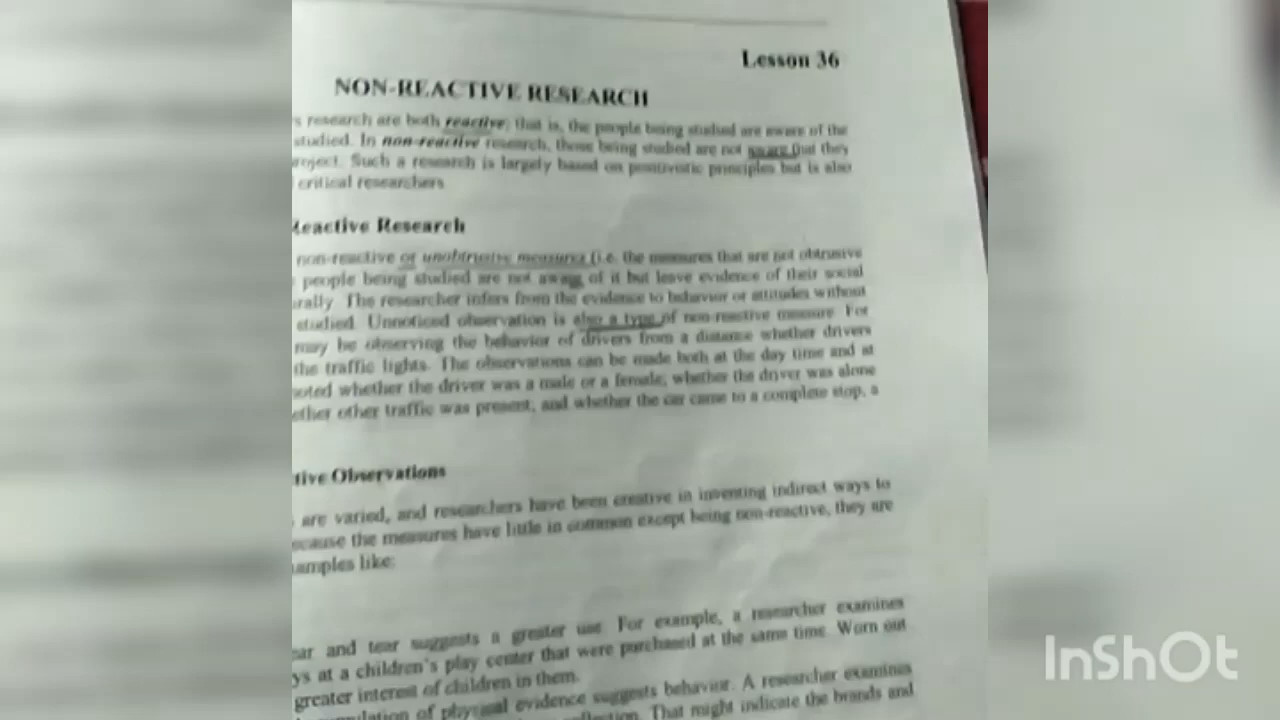 Lesson 36
NON-REACTIVE RESEARCH
s research are both reactive; that is, the people being studied are aware of the
studied. In non-reactive research, those being studied are not aware that they
roject. Such a research is largely based on positivistic principles but is also
critical researchers
Reactive Research
non-reactive or unobtrusive measures (i.e. the measures that are not obtrusive
people being studied are not aware of it but leave evidence of their social
urally. The researcher infers from the evidence to behavior or attitudes without
studied. Unnoticed observation is also a type of non-reactive measure. For
may be observing the behavior of drivers from a distance whether drivers
the traffic lights. The observations can be made both at the day time and at
noted whether the driver was a male or a female; whether the driver was alone
ether other traffic was present; and whether the car came to a complete stop, a
tive Observations
are varied, and researchers have been creative in inventing indirect ways to
ecause the measures have little in common except being non-reactive, they are
amples like:
ear and tear suggests a greater use. For example, a researcher examines
ys at a children's play center that were purchased at the same time. Worn out
greater interest of children in them.
of physical evidence suggests behavior. A researcher examines
collection. That might indicate the brands and
InShOt